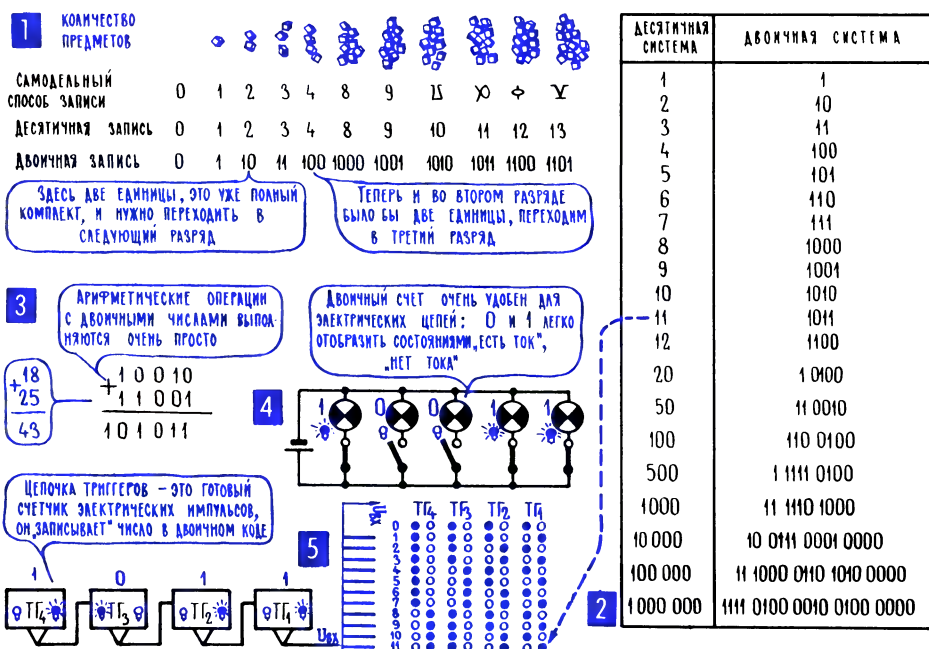 1
КОЛИЧЕСТВО
ПРЕДМЕТОВ
САМОДЕЛЬНЫЙ
СПОСОБ ЗАПИСИ
0 1 2 3 4 8 9
ДЕСЯТИЧНАЯ ЗАПИСЬ 0 1 2 3 4 8 9 10 11 12 13
ДВОИЧНАЯ ЗАПИСЬ 0 1 10 11 100 1000 1001 1010 1011 1100 1101
ЗДЕСЬ ДВЕ ЕДИНИЦЫ, ЭТО УЖЕ ПОЛНЫЙ
КОМПЛЕКТ, И НУЖНО ПЕРЕХОДИТЬ В
СЛЕДУЮЩИЙ РАЗРЯД
ТЕПЕРЬ И ВО ВТОРОМ РАЗРЯДЕ
БЫЛО БЫ ДВЕ ЕДИНИЦЫ, ПЕРЕХОДИМ
В ТРЕТИЙ РАЗРЯД
3
АРИФМЕТИЧЕСКИЕ ОПЕРАЦИИ
С ДВОИЧНЫМИ ЧИСЛАМИ ВЫПОЛ-
НЯЮТСЯ ОЧЕНЬ ПРОСТО
+18
25
43
+10010
11001
101011
ДВОИЧНЫЙ СЧЕТ ОЧЕНЬ УДОБЕН ДЛЯ
ЭЛЕКТРИЧЕСКИХ ЦЕПЕЙ: 0 И 1 ЛЕГКО
ОТОБРАЗИТЬ СОСТОЯНИЯМИ „ЕСТЬ ТОК",
„НЕТ ТОКА"
4
1 0 0 1 1
ЦЕПОЧКА ТРИГГЕРОВ – ЭТО ГОТОВЫЙ
СЧЕТЧИК ЭЛЕКТРИЧЕСКИХ ИМПУЛЬСОВ,
ОН „ЗАПИСЫВАЕТ" ЧИСЛО В ДВОИЧНОМ КОДЕ
1 0 1 1
ТГ4 ТГ3 ТГ2 ТГ1
Uвх
5
Uвх ТГ4 ТГ3 ТГ2 ТГ1
0
1
2
3
4
5
6
7
8
9
10
11
2
ДЕСЯТИЧНАЯ СИСТЕМА ДВОИЧНАЯ СИСТЕМА
1 1
2 10
3 11
4 100
5 101
6 110
7 111
8 1000
9 1001
10 1010
11 1011
12 1100
20 1 0100
50 11 0010
100 110 0100
500 1 1111 0100
1000 11 1110 1000
10 000 10 0111 0001 0000
100 000 11 1000 0110 1010 0000
1 000 000 1111 0100 0010 0100 0000